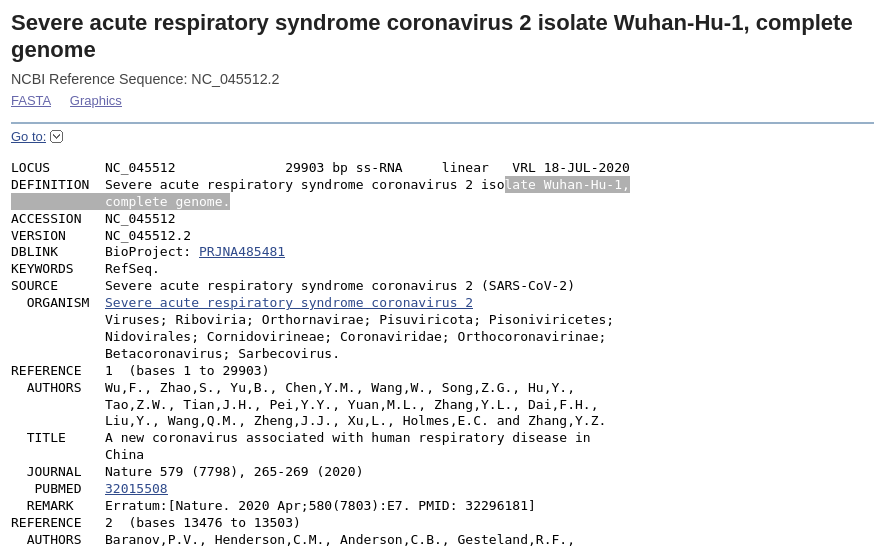 Severe acute respiratory syndrome coronavirus 2 isolate Wuhan-Hu-1, complete
genome
NCBI Reference Sequence: NC_045512.2
FASTA Graphics
Go to:
LOCUS       NC_045512              29903 bp ss-RNA     linear   VRL 18-JUL-2020
DEFINITION  Severe acute respiratory syndrome coronavirus 2 isolate Wuhan-Hu-1,
            complete genome.
ACCESSION   NC_045512
VERSION     NC_045512.2
DBLINK      BioProject: PRJNA485481
KEYWORDS    RefSeq.
SOURCE      Severe acute respiratory syndrome coronavirus 2 (SARS-CoV-2)
  ORGANISM  Severe acute respiratory syndrome coronavirus 2
            Viruses; Riboviria; Orthornavirae; Pisuviricota; Pisoniviricetes;
            Nidovirales; Cornidovirineae; Coronaviridae; Orthocoronavirinae;
            Betacoronavirus; Sarbecovirus.
REFERENCE   1  (bases 1 to 29903)
  AUTHORS   Wu,F., Zhao,S., Yu,B., Chen,Y.M., Wang,W., Song,Z.G., Hu,Y.,
            Tao,Z.W., Tian,J.H., Pei,Y.Y., Yuan,M.L., Zhang,Y.L., Dai,F.H.,
            Liu,Y., Wang,Q.M., Zheng,J.J., Xu,L., Holmes,E.C. and Zhang,Y.Z.
  TITLE     A new coronavirus associated with human respiratory disease in
            China
  JOURNAL   Nature 579 (7798), 265-269 (2020)
   PUBMED   32015508
  REMARK    Erratum:[Nature. 2020 Apr;580(7803):E7. PMID: 32296181]
REFERENCE   2  (bases 13476 to 13503)
  AUTHORS   Baranov,P.V., Henderson,C.M., Anderson,C.B., Gesteland,R.F.,